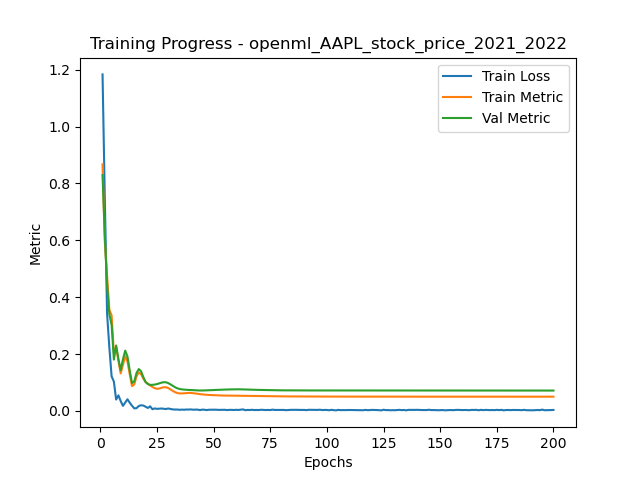 Training Progress - openml_AAPL_stock_price_2021_2022
Train Loss
Train Metric
Val Metric
Metric
1.2
1.0
0.8
0.6
0.4
0.2
0.0
0 25 50 75 100 125 150 175 200
Epochs